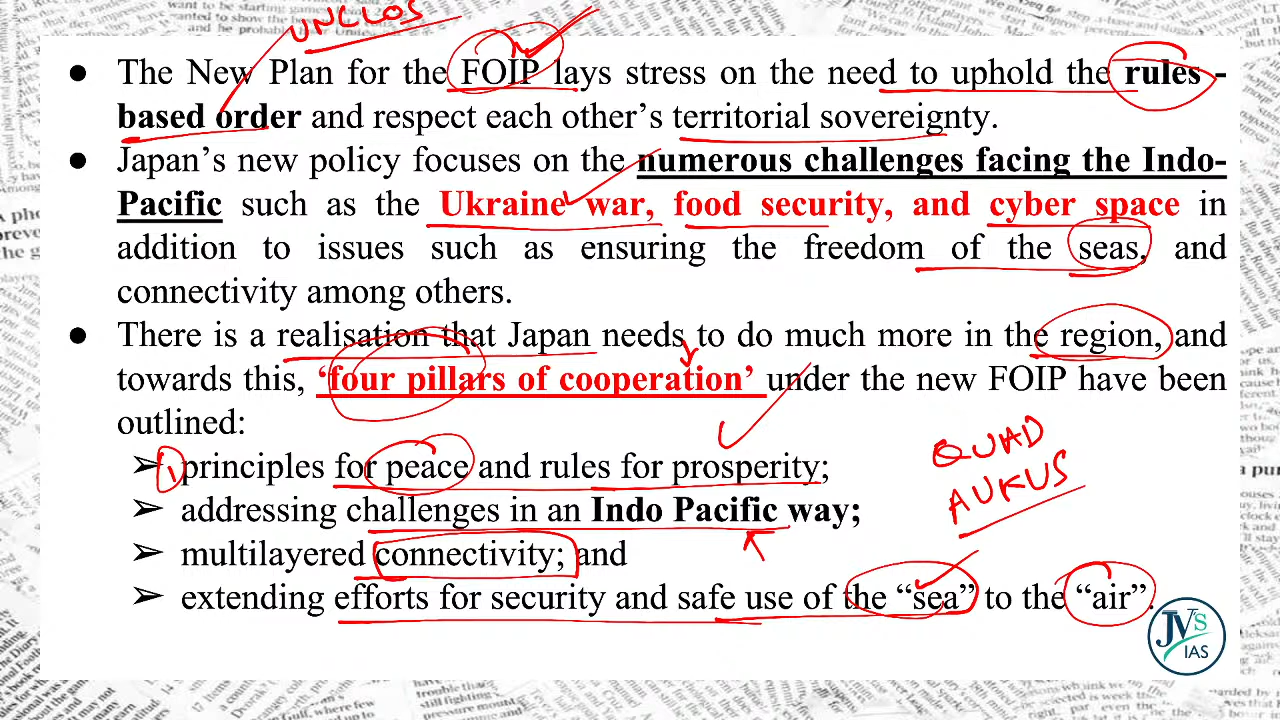 UNCLOS
● The New Plan for the FOIP lays stress on the need to uphold the rules -
based order and respect each other's territorial sovereignty.
● Japan's new policy focuses on the numerous challenges facing the Indo-
Pacific such as the Ukraine war, food security, and cyber space in
addition to issues such as ensuring the freedom of the seas, and
connectivity among others.
● There is a realisation that Japan needs to do much more in the region, and
towards this, 'four pillars of cooperation' under the new FOIP have been
outlined:
➢ 1 principles for peace and rules for prosperity;
QUAD
➢ addressing challenges in an Indo Pacific way;
AUKUS
➢ multilayered connectivity; and
➢ extending efforts for security and safe use of the "sea" to the "air".
JV's
IAS